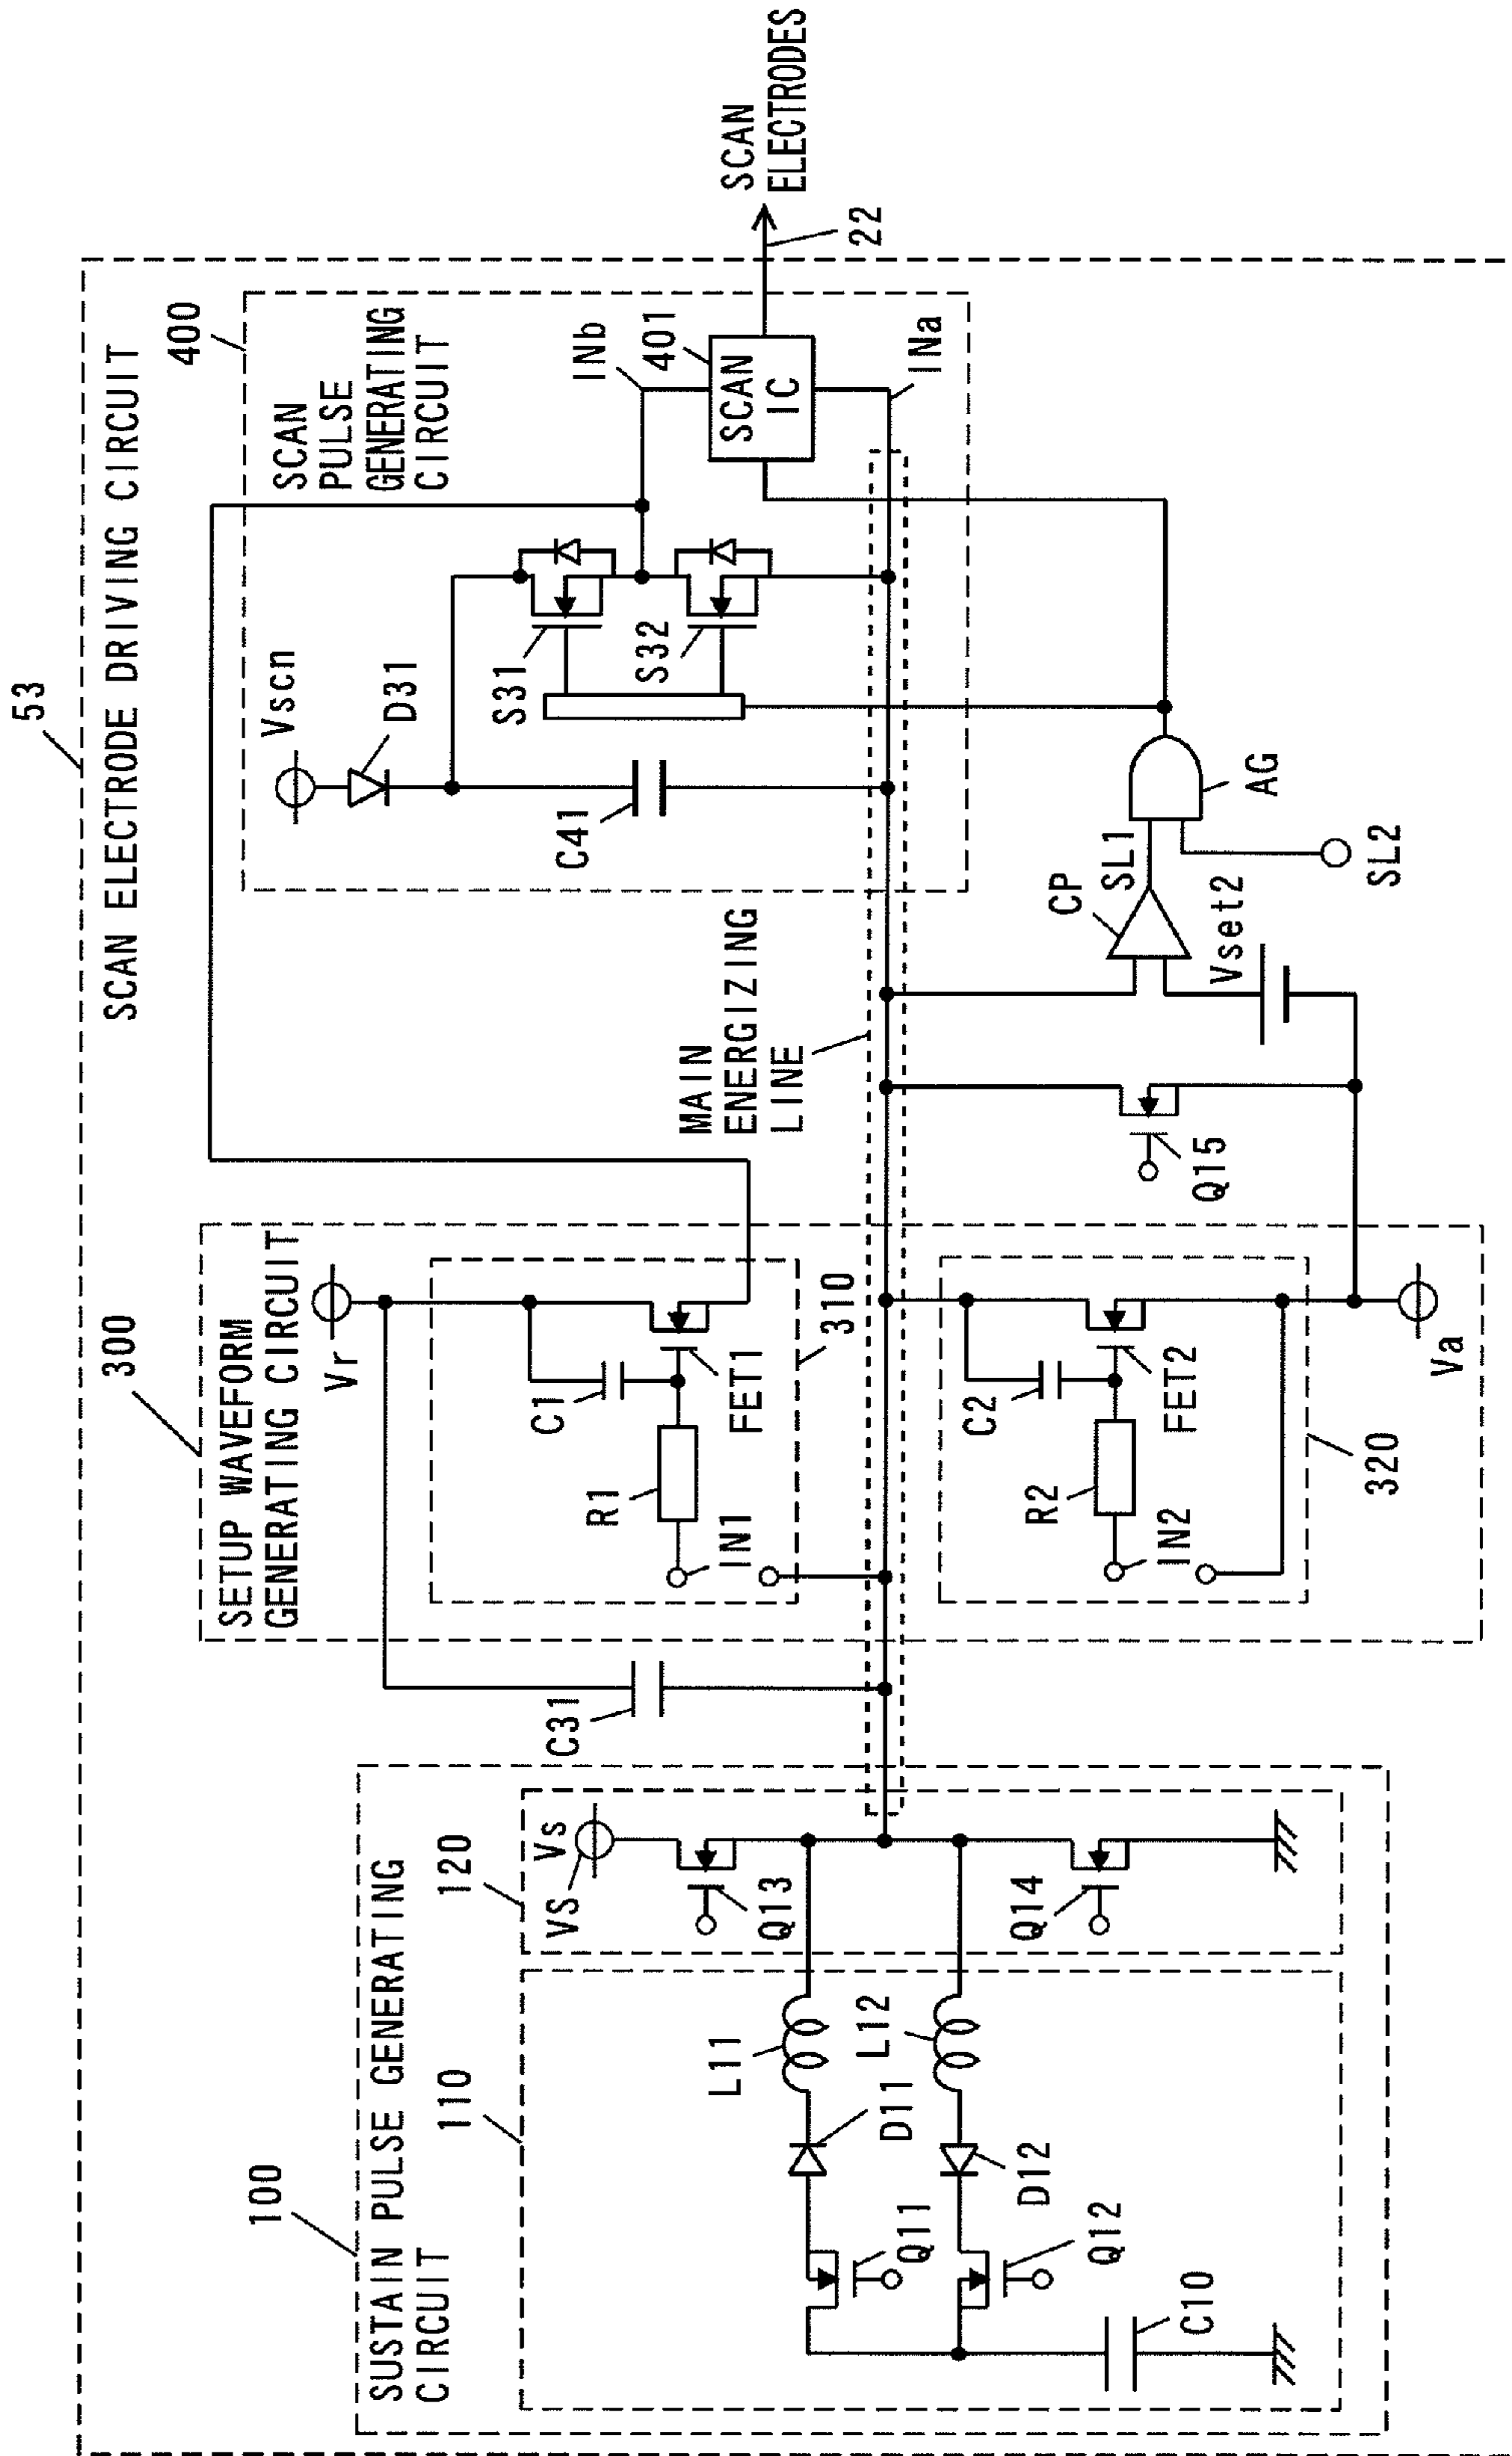 53
SCAN ELECTRODE DRIVING CIRCUIT
100
SUSTAIN PULSE GENERATING
CIRCUIT
110
L11
L12
D11
D12
Q11
Q12
C10
120
VS
Vs
Q13
Q14
C31
300
SETUP WAVEFORM
GENERATING CIRCUIT
Vr
C1
R1
FET1
IN1
310
C2
R2
FET2
IN2
320
Va
MAIN
ENERGIZING
LINE
Q15
CP
SL1
Vset2
AG
SL2
400
SCAN
PULSE
GENERATING
CIRCUIT
Vscn
D31
C41
S31
S32
INb
401
SCAN
IC
INa
22
SCAN
ELECTRODES